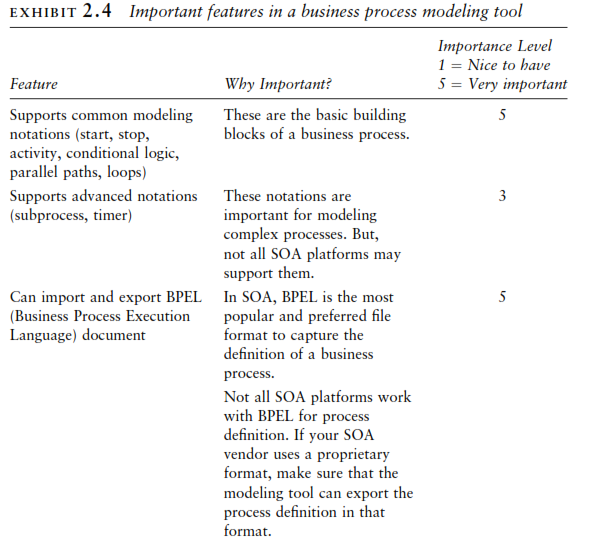 EXHIBIT 2.4 Important features in a business process modeling tool
Importance Level
1 = Nice to have
Feature Why Important? 5 = Very important
Supports common modeling These are the basic building 5
notations (start, stop, blocks of a business process.
activity, conditional logic,
parallel paths, loops)
Supports advanced notations These notations are 3
(subprocess, timer) important for modeling
complex processes. But,
not all SOA platforms may
support them.
Can import and export BPEL In SOA, BPEL is the most 5
(Business Process Execution popular and preferred file
Language) document format to capture the
definition of a business
process.
Not all SOA platforms work
with BPEL for process
definition. If your SOA
vendor uses a proprietary
format, make sure that the
modeling tool can export the
process definition in that
format.